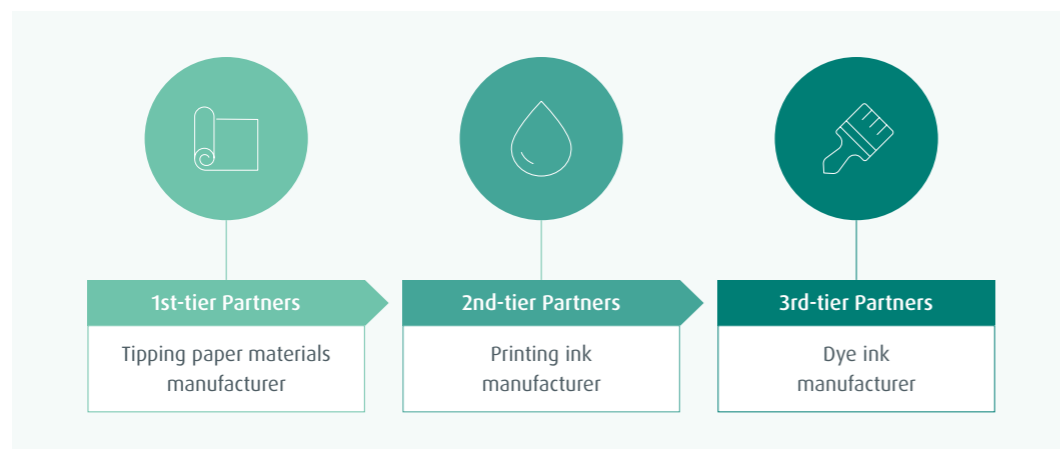 1st-tier Partners
Tipping paper materials
manufacturer
2nd-tier Partners
Printing ink
manufacturer
3rd-tier Partners
Dye ink
manufacturer